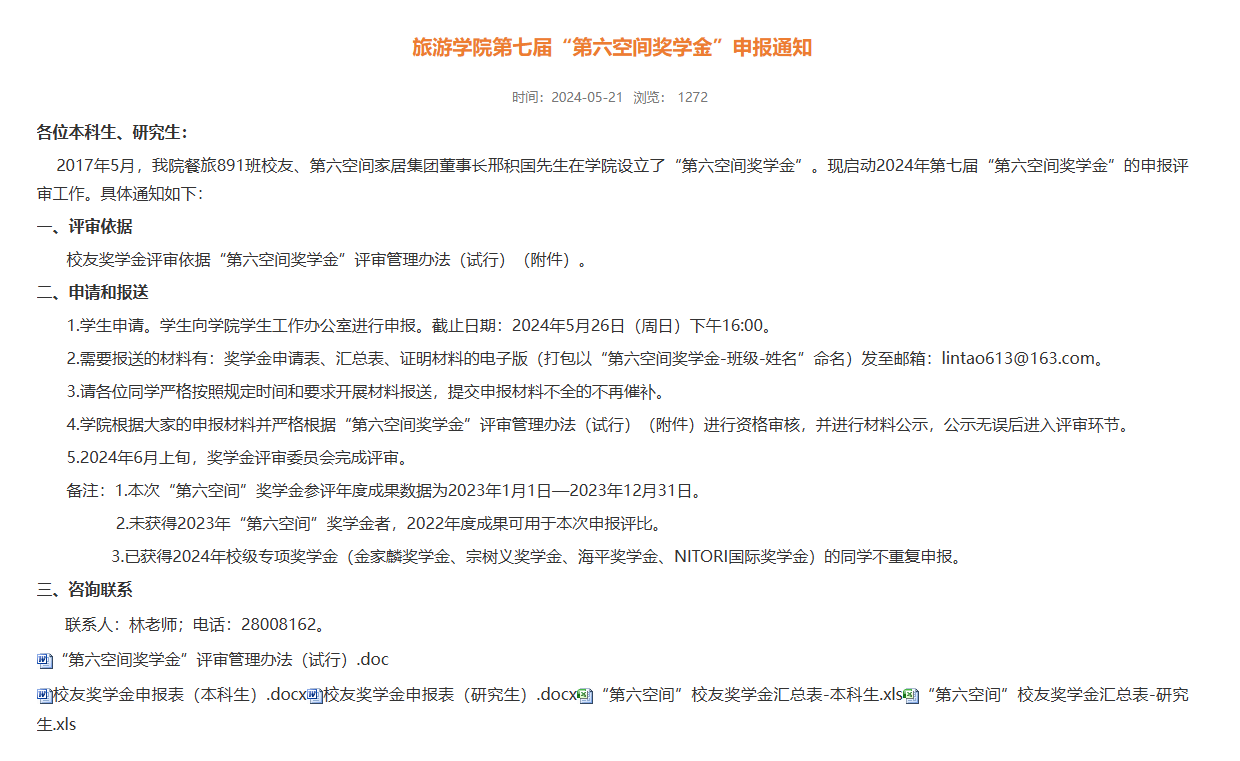 旅游学院第七届“第六空间奖学金”申报通知
时间：2024-05-21 浏览： 1272
各位本科生、研究生：
2017年5月，我院餐旅891班校友、第六空间家居集团董事长邢积国先生在学院设立了“第六空间奖学金”。现启动2024年第七届“第六空间奖学金”的申报评
审工作。具体通知如下：
一、评审依据
校友奖学金评审依据“第六空间奖学金”评审管理办法（试行）（附件）。
二、申请和报送
1.学生申请。学生向学院学生工作办公室进行申报。截止日期：2024年5月26日（周日）下午16:00。
2.需要报送的材料有：奖学金申请表、汇总表、证明材料的电子版（打包以“第六空间奖学金-班级-姓名”命名）发至邮箱：lintao613@163.com。
3.请各位同学严格按照规定时间和要求开展材料报送，提交申报材料不全的不再催补。
4.学院根据大家的申报材料并严格根据“第六空间奖学金”评审管理办法（试行）（附件）进行资格审核，并进行材料公示，公示无误后进入评审环节。
5.2024年6月上旬，奖学金评审委员会完成评审。
备注：1.本次“第六空间”奖学金参评年度成果数据为2023年1月1日—2023年12月31日。
2.未获得2023年“第六空间”奖学金者，2022年度成果可用于本次申报评比。
3.已获得2024年校级专项奖学金（金家麟奖学金、宗树义奖学金、海平奖学金、NITORI国际奖学金）的同学不重复申报。
三、咨询联系
联系人：林老师；电话：28008162。
“第六空间奖学金”评审管理办法（试行）.doc
校友奖学金申报表（本科生）.docx校友奖学金申报表（研究生）.docx“第六空间”校友奖学金汇总表-本科生.xls“第六空间”校友奖学金汇总表-研究
生.xls